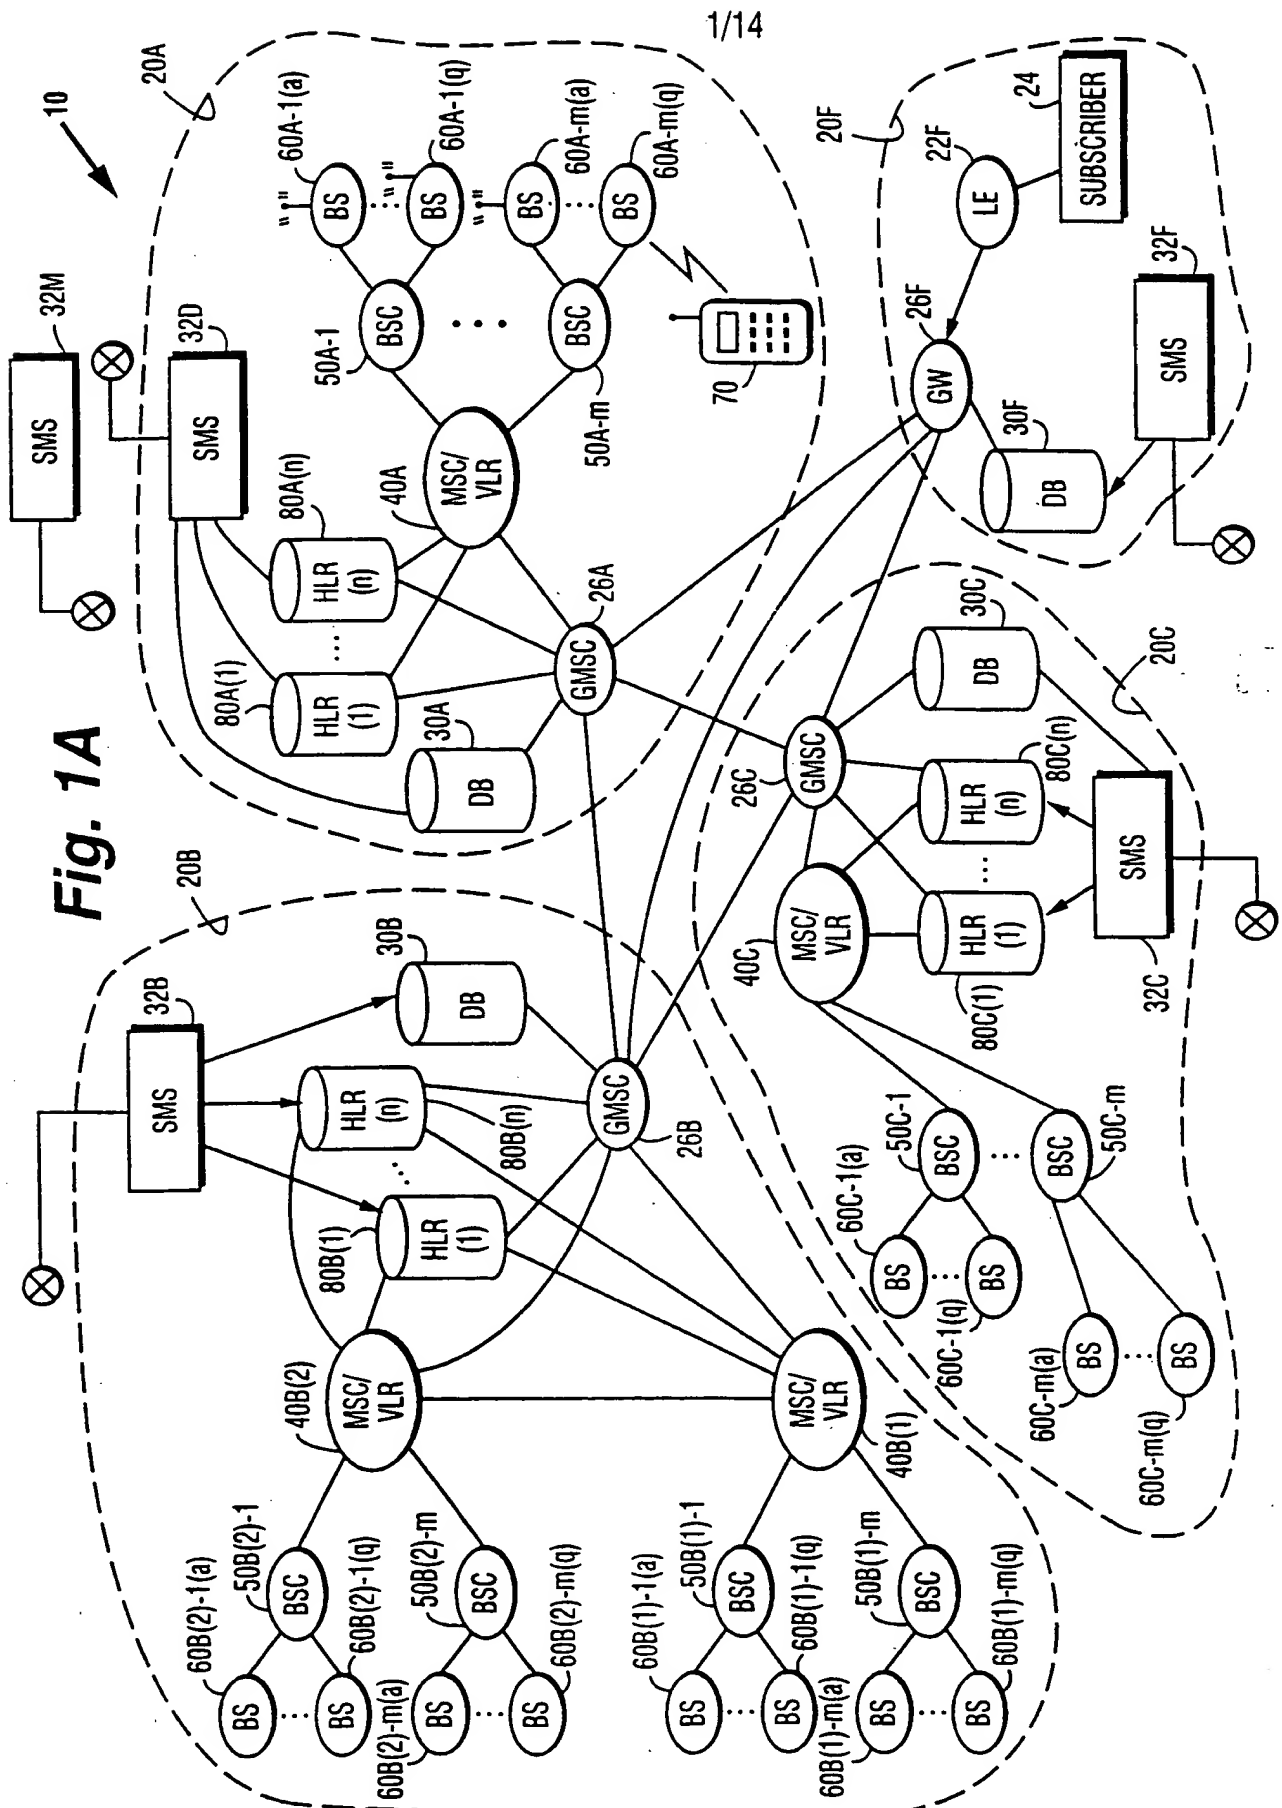 1/14
Fig. 1A
10
SMS
32M
20A
SMS
32D
HLR
(1)
80A(1)
...
HLR
(n)
80A(n)
DB
30A
GMSC
26A
MSC/
VLR
40A
BSC
50A-1
...
BSC
50A-m
BS
60A-1(a)
...
BS
60A-1(q)
BS
60A-m(a)
...
BS
60A-m(q)
70
20B
SMS
32B
DB
30B
HLR
(n)
80B(n)
...
HLR
(1)
80B(1)
GMSC
26B
MSC/
VLR
40B(2)
MSC/
VLR
40B(1)
BSC
50B(2)-1
BSC
50B(2)-m
BS
60B(2)-1(a)
...
BS
60B(2)-1(q)
BS
60B(2)-m(a)
...
BS
60B(2)-m(q)
BSC
50B(1)-1
BSC
50B(1)-m
BS
60B(1)-1(a)
...
BS
60B(1)-1(q)
BS
60B(1)-m(a)
...
BS
60B(1)-m(q)
20C
GMSC
26C
DB
30C
MSC/
VLR
40C
HLR
(1)
80C(1)
...
HLR
(n)
80C(n)
SMS
32C
BSC
50C-1
...
BSC
50C-m
BS
60C-1(a)
...
BS
60C-1(q)
BS
60C-m(a)
...
BS
60C-m(q)
20F
GW
26F
LE
22F
SUBSCRIBER
24
DB
30F
SMS
32F